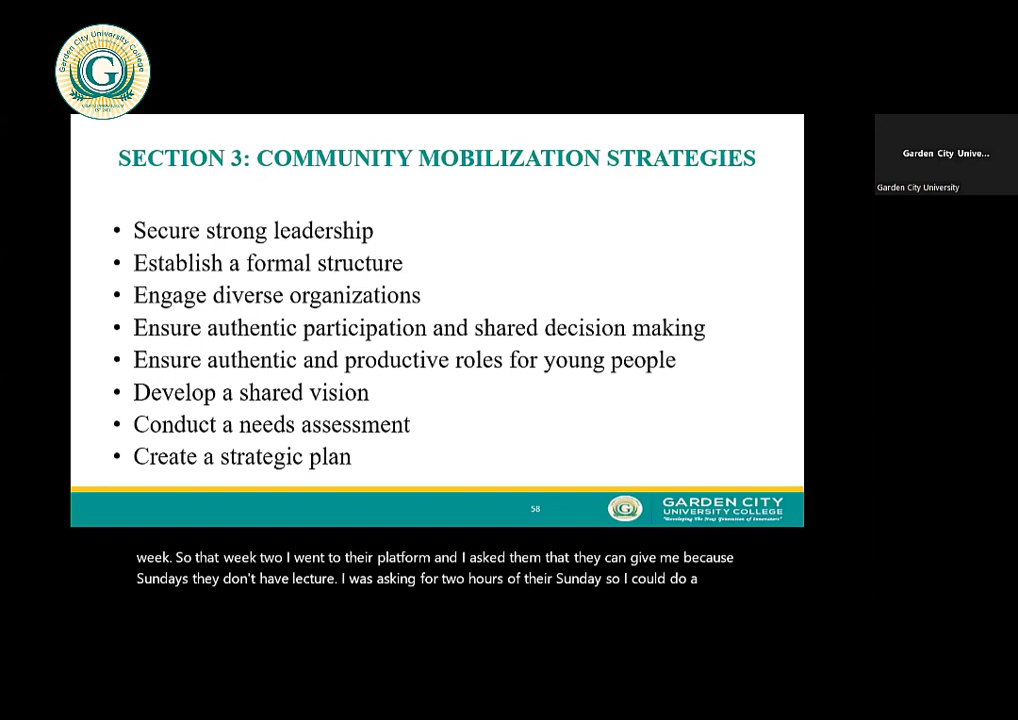 Garden City University College
G
SECTION 3: COMMUNITY MOBILIZATION STRATEGIES
Garden City Unive...
Garden City University
• Secure strong leadership
• Establish a formal structure
• Engage diverse organizations
• Ensure authentic participation and shared decision making
• Ensure authentic and productive roles for young people
• Develop a shared vision
• Conduct a needs assessment
• Create a strategic plan
58
GARDEN CITY
UNIVERSITY COLLEGE
"Developing The Next Generation of Innovators"
week. So that week two I went to their platform and I asked them that they can give me because
Sundays they don't have lecture. I was asking for two hours of their Sunday so I could do a